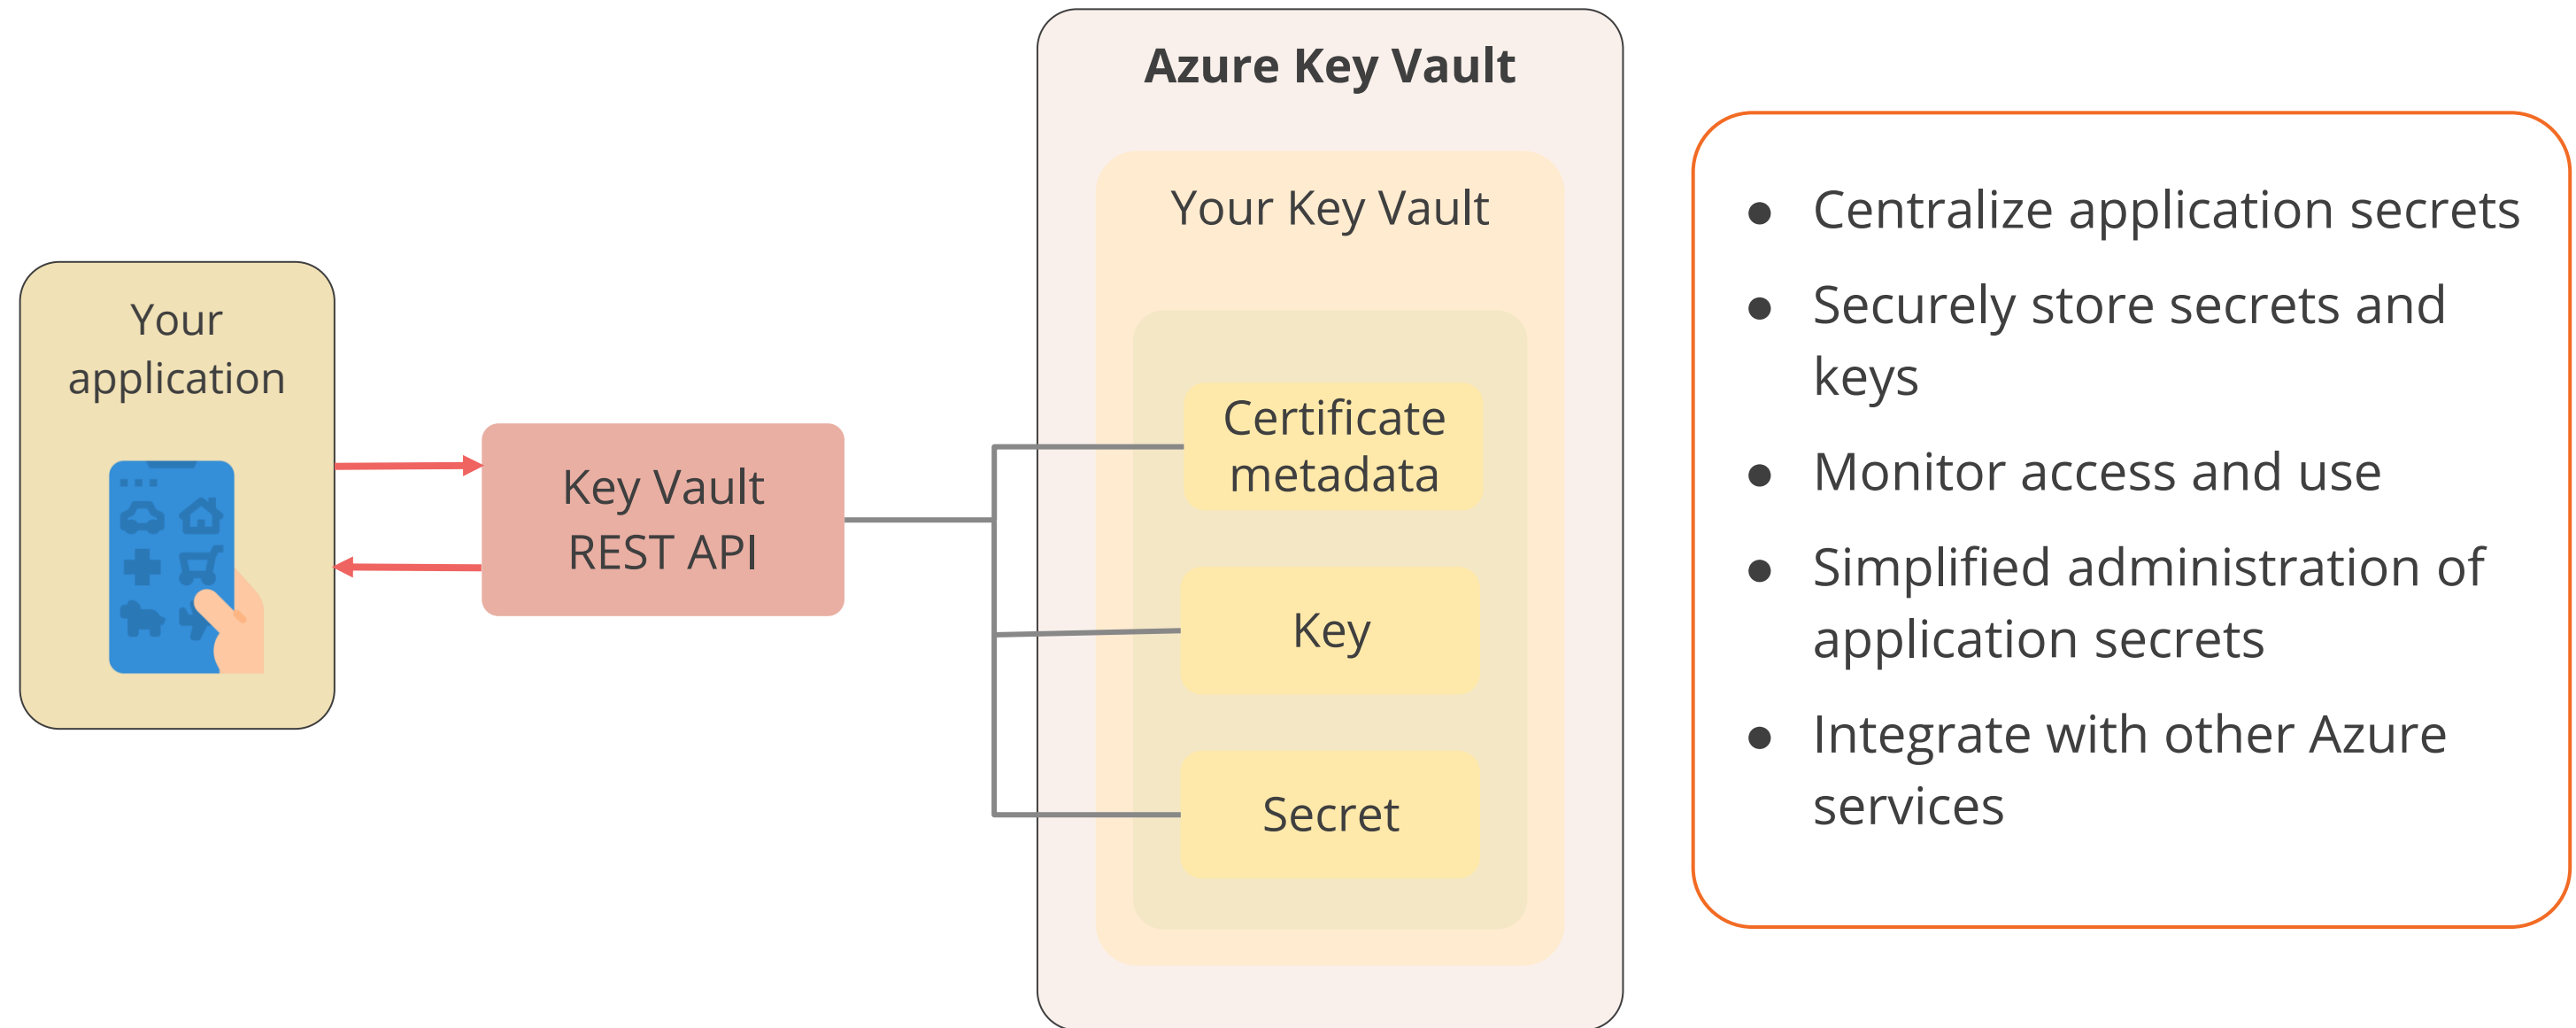 Your
application
Key Vault
REST API
Azure Key Vault
Your Key Vault
Certificate
metadata
Key
Secret
● Centralize application secrets
● Securely store secrets and
keys
● Monitor access and use
● Simplified administration of
application secrets
● Integrate with other Azure
services